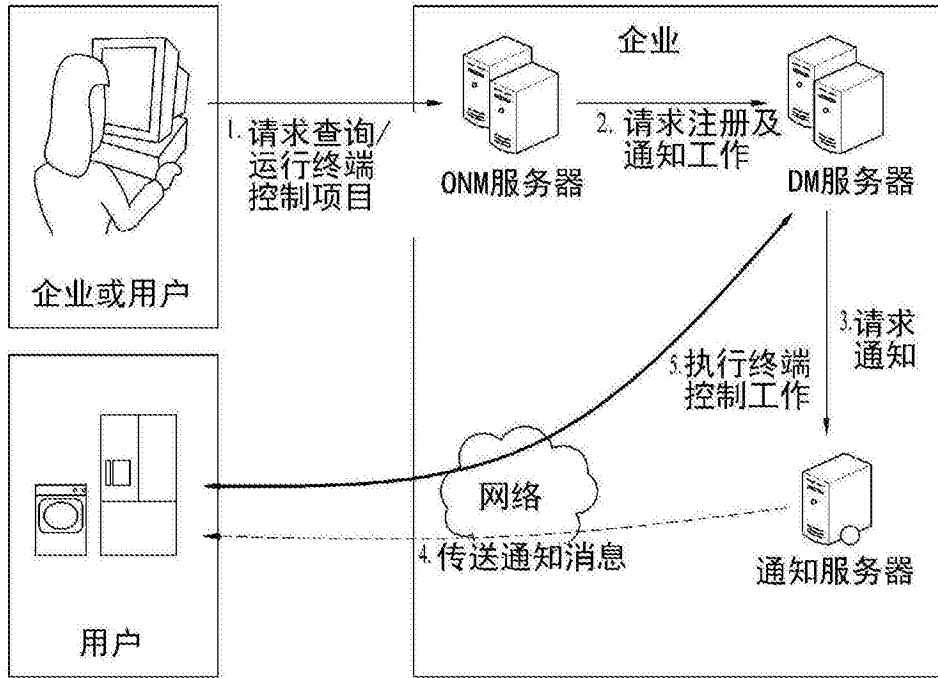 企业
1. 请求查询/
运行终端
控制项目
2. 请求注册及
通知工作
ONM服务器
DM服务器
企业或用户
3.请求
通知
5.执行终端
控制工作
网络
4.传送通知消息
通知服务器
用户